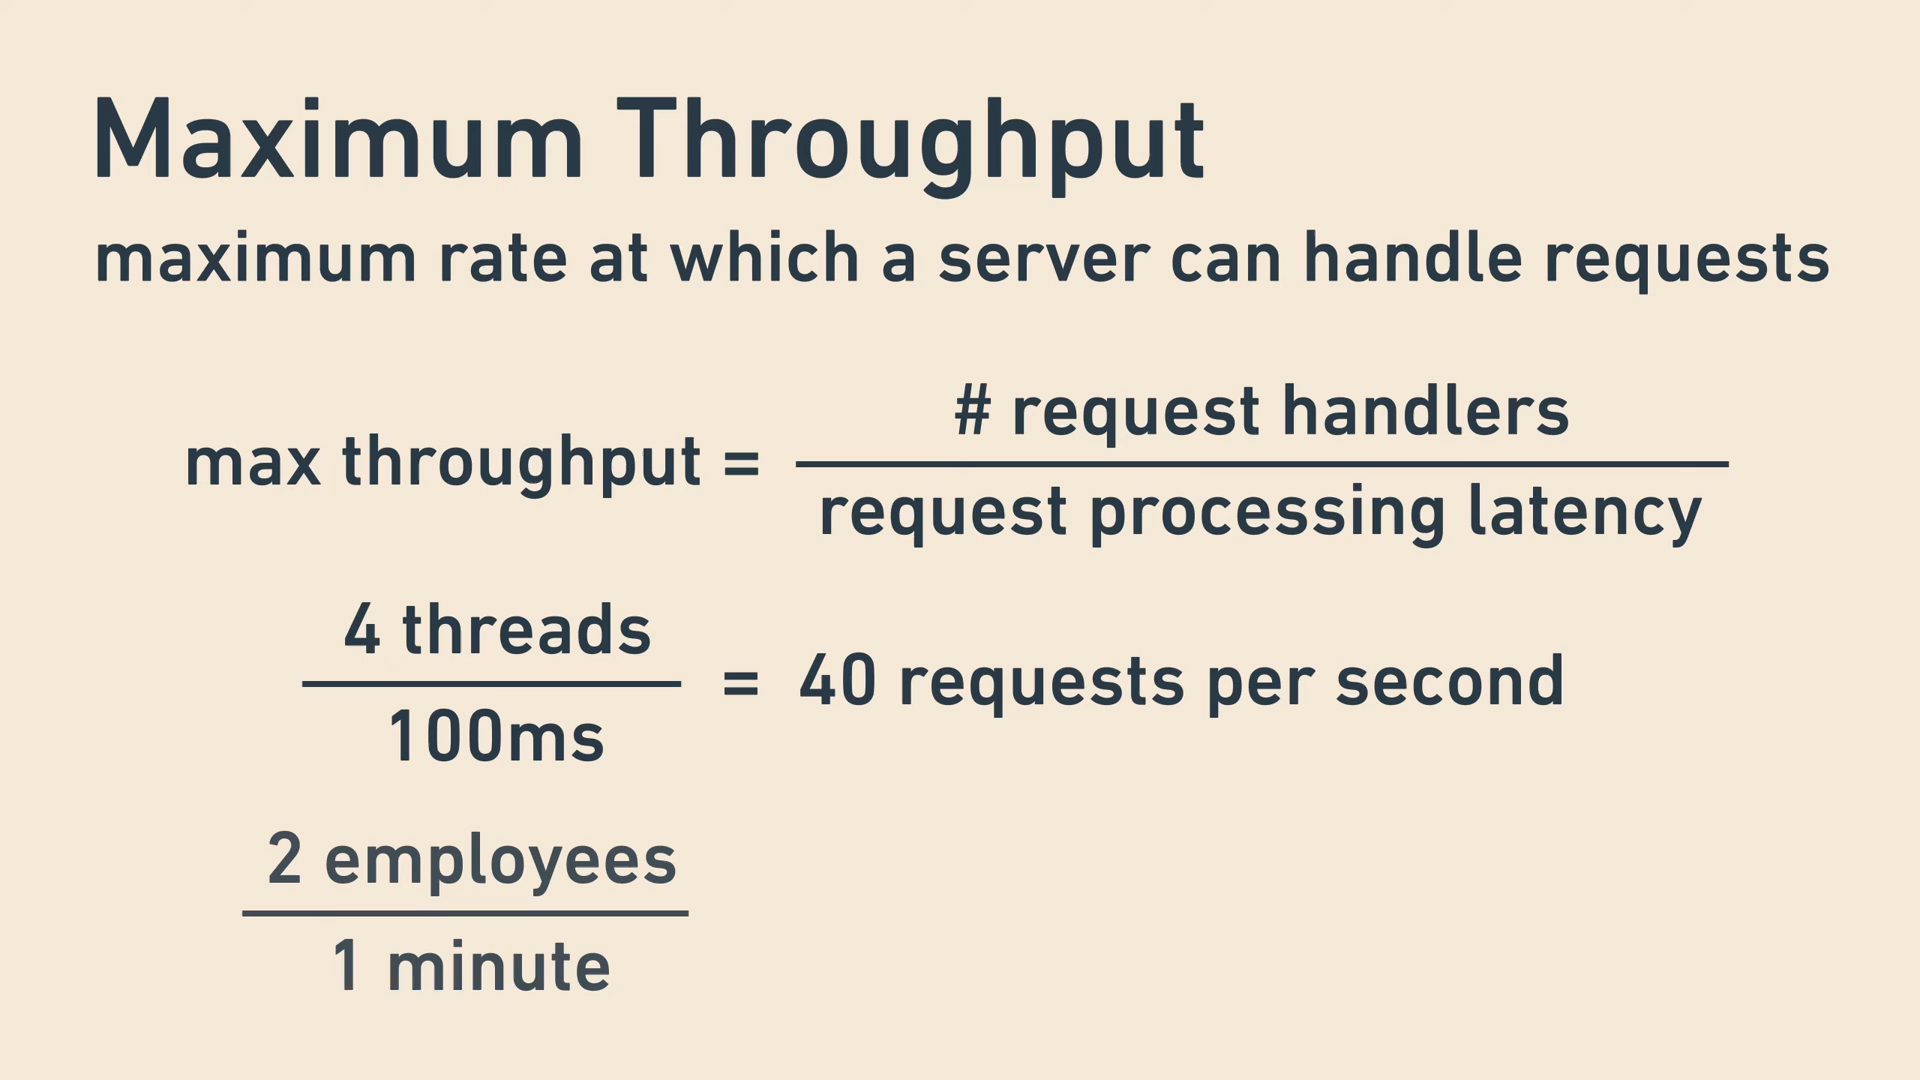 Maximum Throughput
maximum rate at which a server can handle requests
# request handlers
max throughput =
request processing latency
4 threads
= 40 requests per second
100ms
2 employees
1 minute